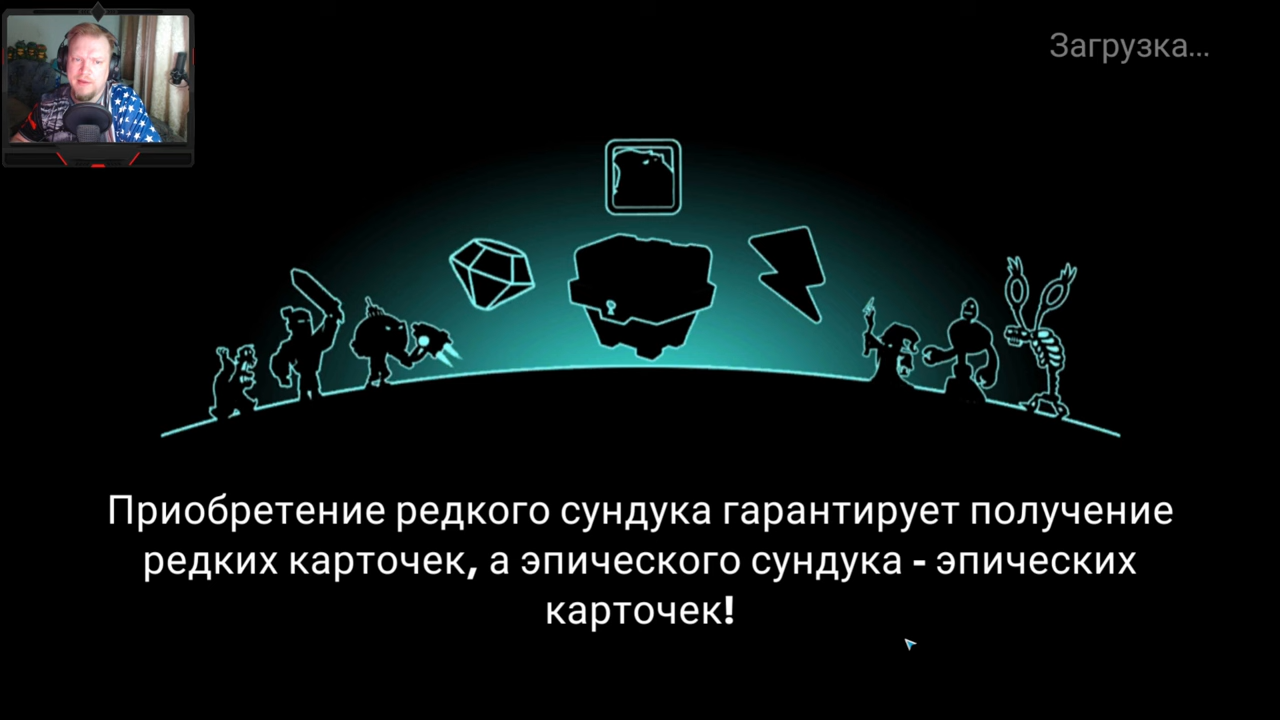 Загрузка...
Приобретение редкого сундука гарантирует получение
редких карточек, а эпического сундука - эпических
карточек!